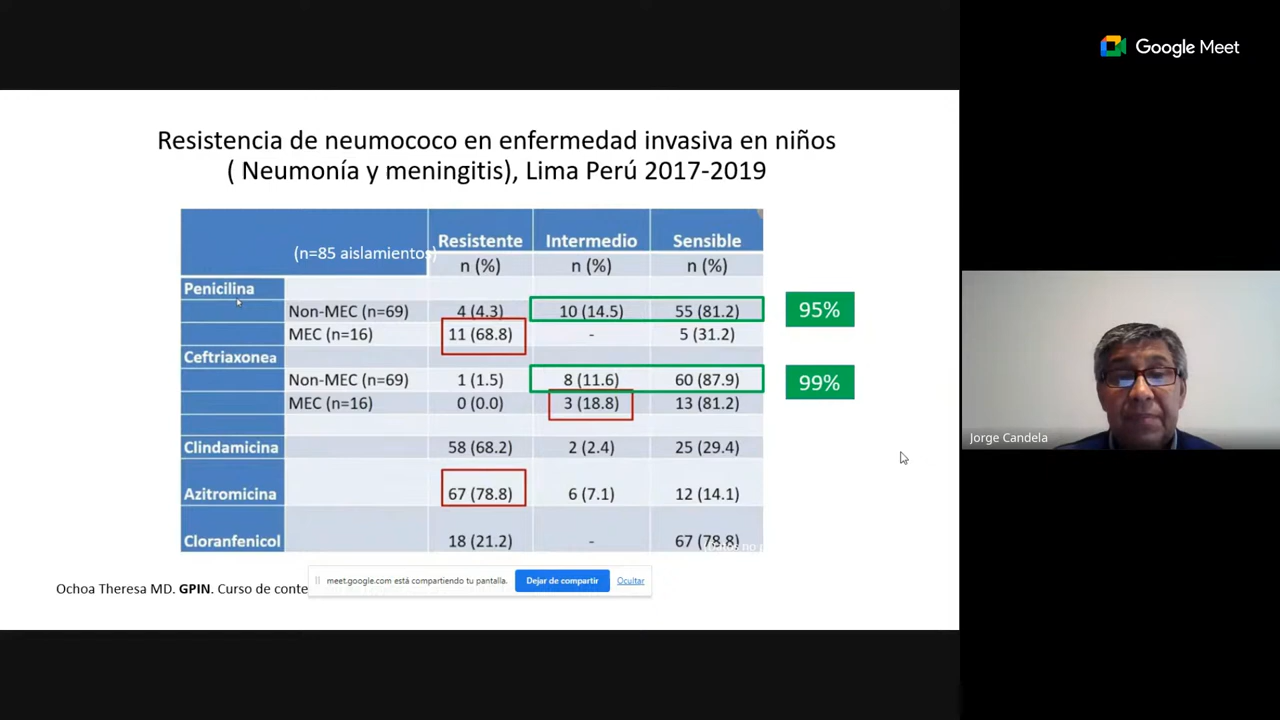 Google Meet
Resistencia de neumococo en enfermedad invasiva en niños
( Neumonía y meningitis), Lima Perú 2017-2019
(n=85 aislamientos) Resistente Intermedio Sensible
n (%) n (%) n (%)
Penicilina
Non-MEC (n=69) 4 (4.3) 10 (14.5) 55 (81.2) 95%
MEC (n=16) 11 (68.8) - 5 (31.2)
Ceftriaxonea
Non-MEC (n=69) 1 (1.5) 8 (11.6) 60 (87.9) 99%
MEC (n=16) 0 (0.0) 3 (18.8) 13 (81.2)
Clindamicina 58 (68.2) 2 (2.4) 25 (29.4)
Azitromicina 67 (78.8) 6 (7.1) 12 (14.1)
Cloranfenicol 18 (21.2) - 67 (78.8)
meet.google.com está compartiendo tu pantalla. Dejar de compartir Ocultar
Ochoa Theresa MD. GPIN. Curso de conte
Jorge Candela